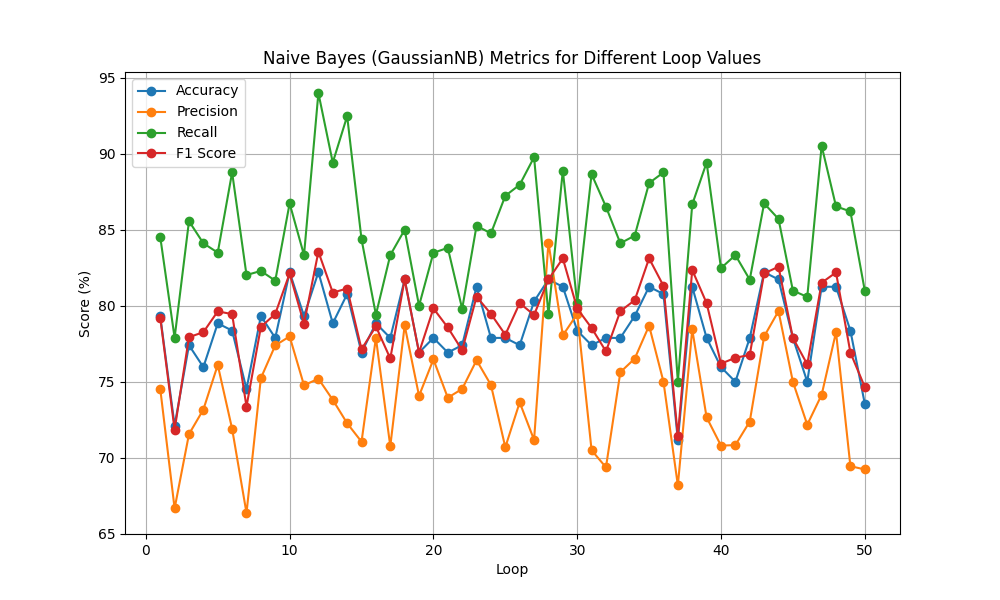 Naive Bayes (GaussianNB) Metrics for Different Loop Values
Accuracy
Precision
Recall
F1 Score
Score (%)
95
90
85
80
75
70
65
0 10 20 30 40 50
Loop